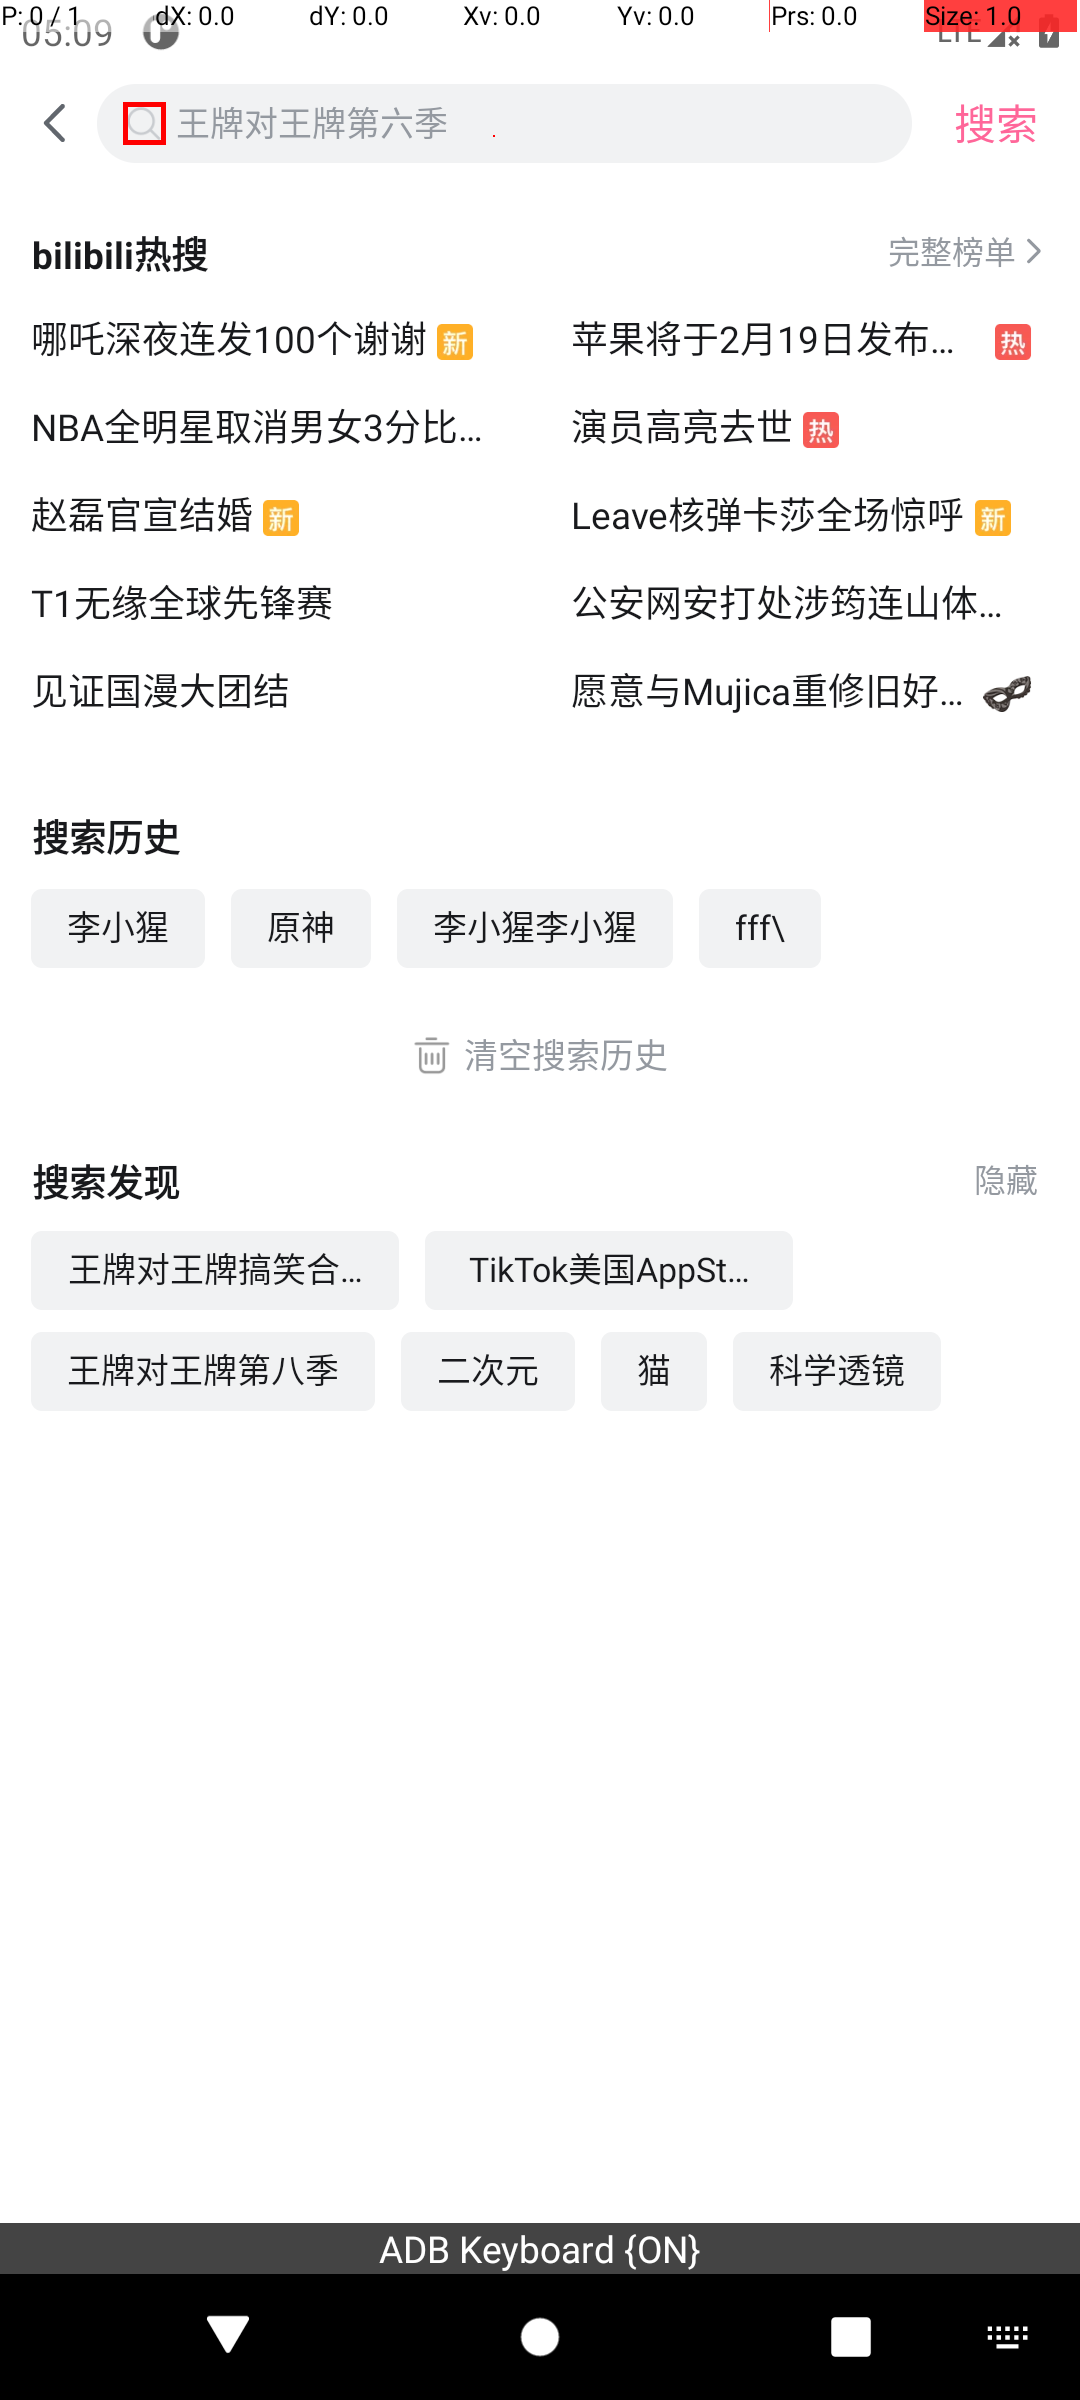 P: 0 / 1 dX: 0.0 dY: 0.0 Xv: 0.0 Yv: 0.0 Prs: 0.0 Size: 1.0
05:09 LTE
王牌对王牌第六季 搜索
bilibili热搜 完整榜单
哪吒深夜连发100个谢谢 新 苹果将于2月19日发布... 热
NBA全明星取消男女3分比... 演员高亮去世 热
赵磊官宣结婚 新 Leave核弹卡莎全场惊呼 新
T1无缘全球先锋赛 公安网安打处涉筠连山体...
见证国漫大团结 愿意与Mujica重修旧好...
搜索历史
李小猩 原神 李小猩李小猩 fff\
清空搜索历史
搜索发现 隐藏
王牌对王牌搞笑合... TikTok美国AppSt...
王牌对王牌第八季 二次元 猫 科学透镜
ADB Keyboard {ON}